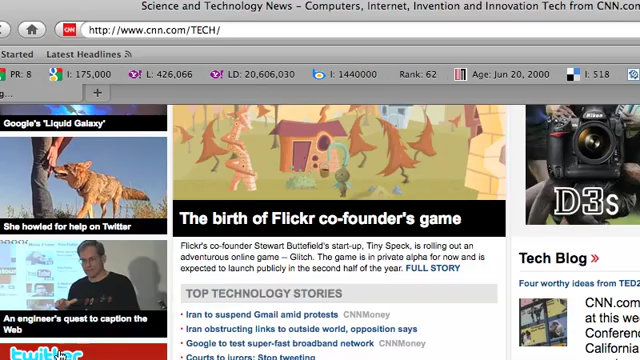 Science and Technology News - Computers, Internet, Invention and Innovation Tech from CNN.com
http://www.cnn.com/TECH/
Started Latest Headlines
PR: 8 I: 175,000 L: 426,066 LD: 20,606,030 I: 1440000 Rank: 62 Age: Jun 20, 2000 I: 518
g...
Google's 'Liquid Galaxy'
She howled for help on Twitter
An engineer's quest to caption the
Web
twitter
The birth of Flickr co-founder's game
Flickr's co-founder Stewart Buttefield's start-up, Tiny Speck, is rolling out an
adventurous online game -- Glitch. The game is in private alpha for now and is
expected to launch publicly in the second half of the year. FULL STORY
TOP TECHNOLOGY STORIES
Iran to suspend Gmail amid protests CNNMoney
Iran obstructing links to outside world, opposition says
Google to test super-fast broadband network CNNMoney
Courts to jurors: Stop tweeting
Nikon
D3s
Tech Blog »
Four worthy ideas from TED2
CNN.com
at this wee
Conference
California